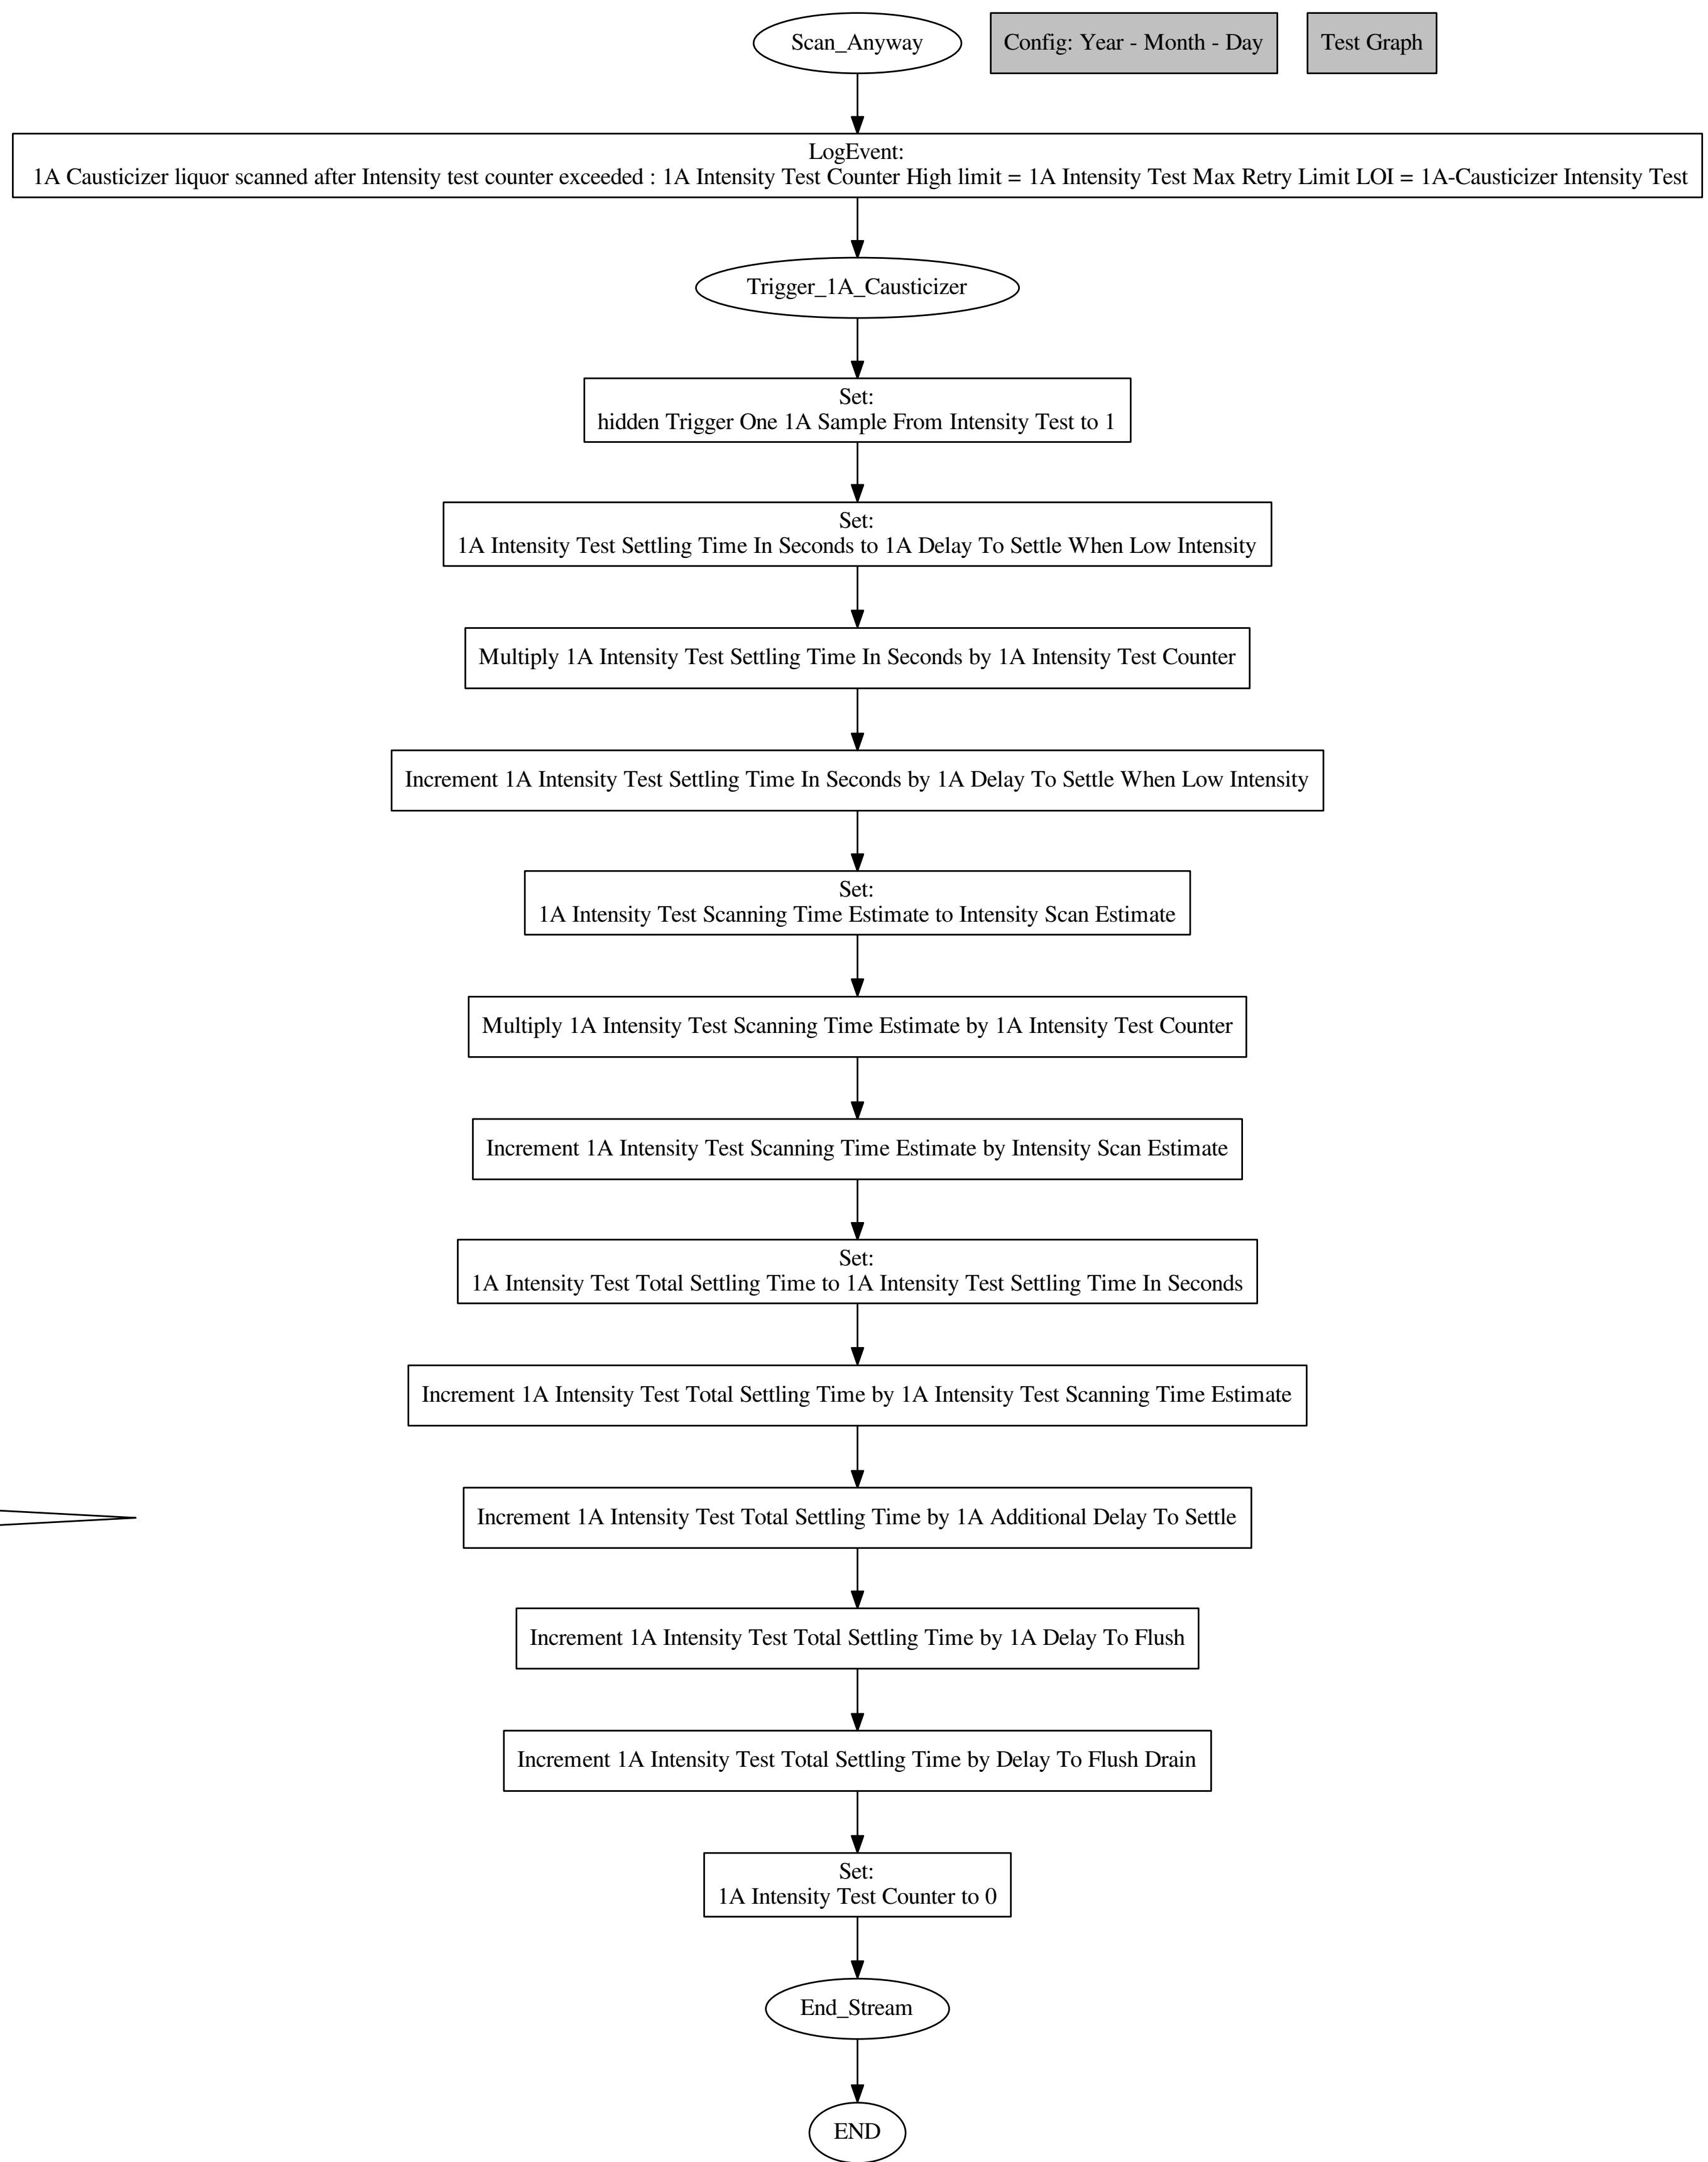 Scan_Anyway
Config: Year - Month - Day
Test Graph
LogEvent:
1A Causticizer liquor scanned after Intensity test counter exceeded : 1A Intensity Test Counter High limit = 1A Intensity Test Max Retry Limit LOI = 1A-Causticizer Intensity Test
Trigger_1A_Causticizer
Set:
hidden Trigger One 1A Sample From Intensity Test to 1
Set:
1A Intensity Test Settling Time In Seconds to 1A Delay To Settle When Low Intensity
Multiply 1A Intensity Test Settling Time In Seconds by 1A Intensity Test Counter
Increment 1A Intensity Test Settling Time In Seconds by 1A Delay To Settle When Low Intensity
Set:
1A Intensity Test Scanning Time Estimate to Intensity Scan Estimate
Multiply 1A Intensity Test Scanning Time Estimate by 1A Intensity Test Counter
Increment 1A Intensity Test Scanning Time Estimate by Intensity Scan Estimate
Set:
1A Intensity Test Total Settling Time to 1A Intensity Test Settling Time In Seconds
Increment 1A Intensity Test Total Settling Time by 1A Intensity Test Scanning Time Estimate
Increment 1A Intensity Test Total Settling Time by 1A Additional Delay To Settle
Increment 1A Intensity Test Total Settling Time by 1A Delay To Flush
Increment 1A Intensity Test Total Settling Time by Delay To Flush Drain
Set:
1A Intensity Test Counter to 0
End_Stream
END